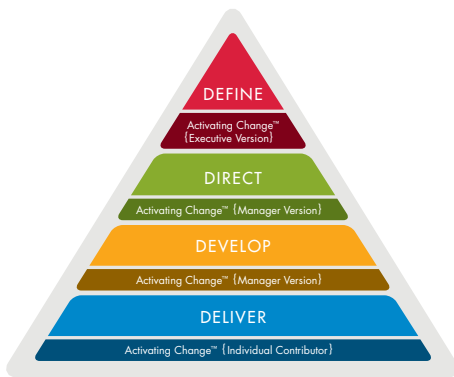 DEFINE
Activating Change™
{Executive Version}
DIRECT
Activating Change™ {Manager Version}
DEVELOP
Activating Change™ {Manager Version}
DELIVER
Activating Change™ {Individual Contributor}